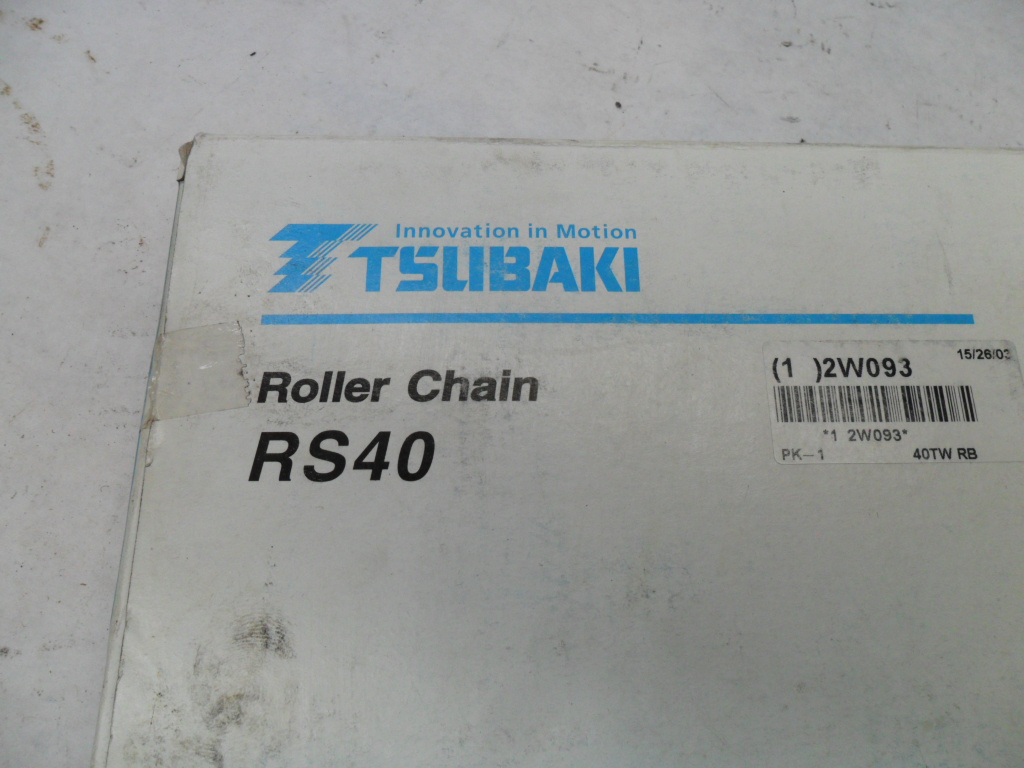 Innovation in Motion
TSUBAKI
Roller Chain
RS40
15/26/03
(1 )2W093
*1 2W093*
PK-1 40TW RB